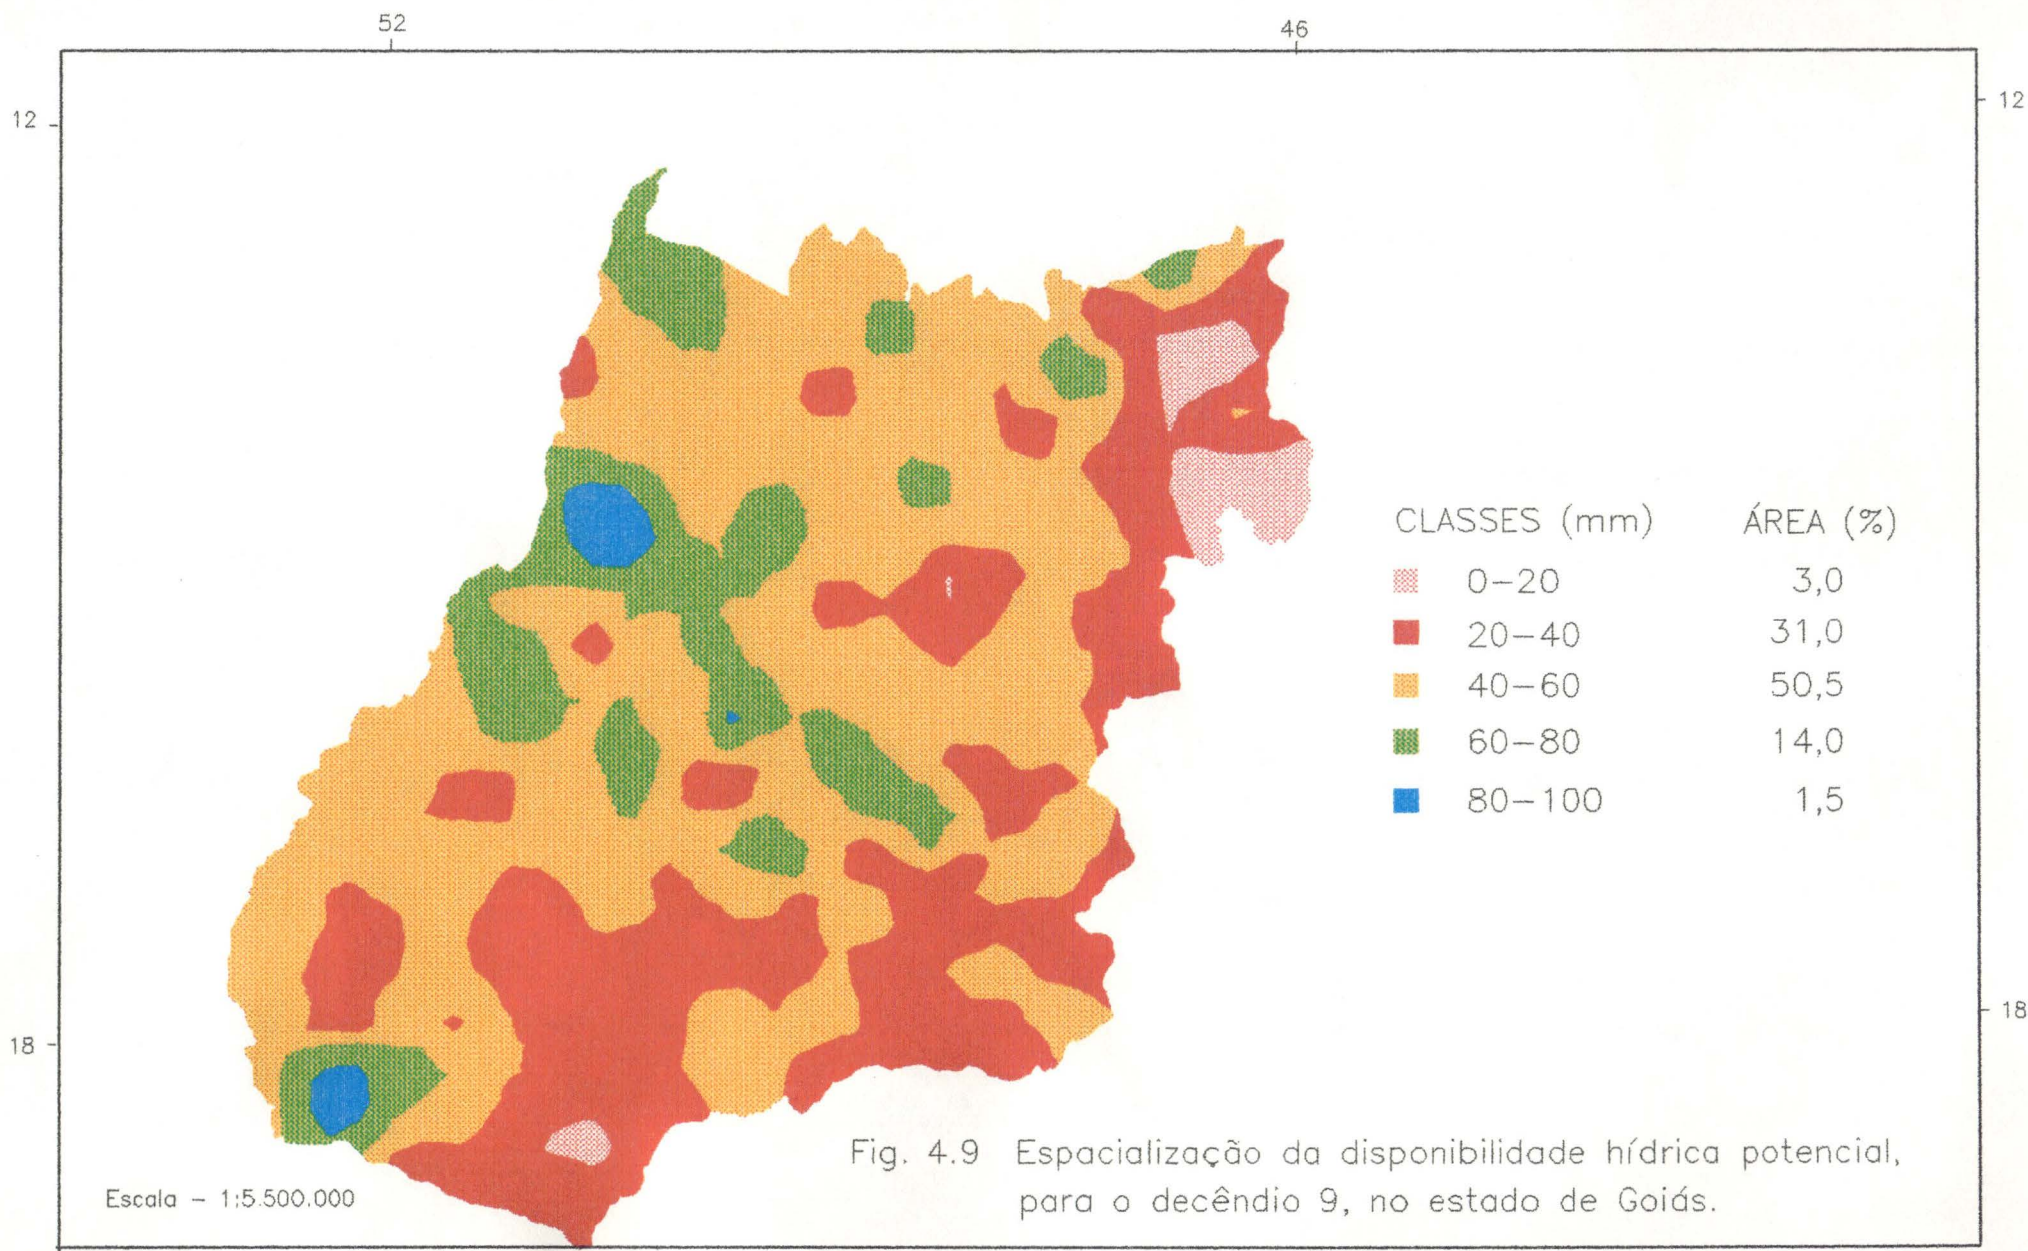 52 46
12 12
CLASSES (mm) ÁREA (%)
0-20 3,0
20-40 31,0
40-60 50,5
60-80 14,0
80-100 1,5
18 18
Fig. 4.9 Espacialização da disponibilidade hídrica potencial,
para o decêndio 9, no estado de Goiás.
Escala - 1:5.500.000